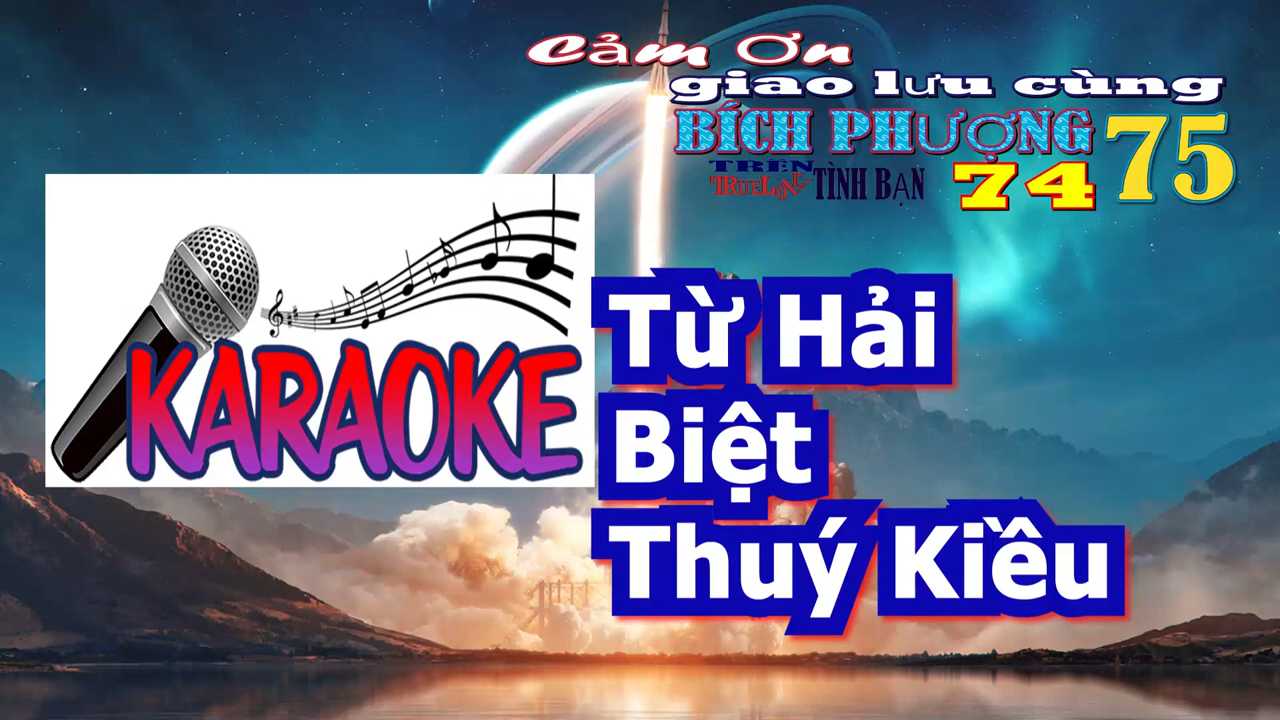 Cảm Ơn
giao lưu cùng
BÍCH PHƯỢNG 75
TRÊN
TÌNH BẠN 74
KARAOKE
Từ Hải
Biệt
Thuý Kiều